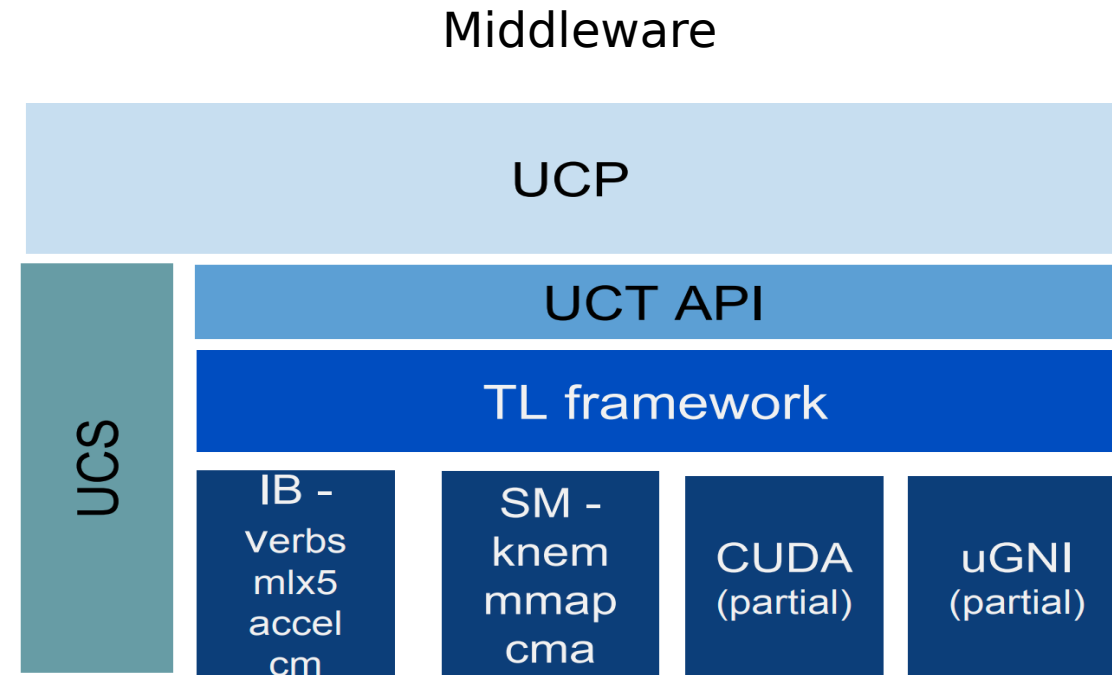 Middleware
UCP
UCT API
TL framework
UCS
IB -
verbs
mlx5
accel
cm
SM -
knem
mmap
cma
CUDA
(partial)
uGNI
(partial)